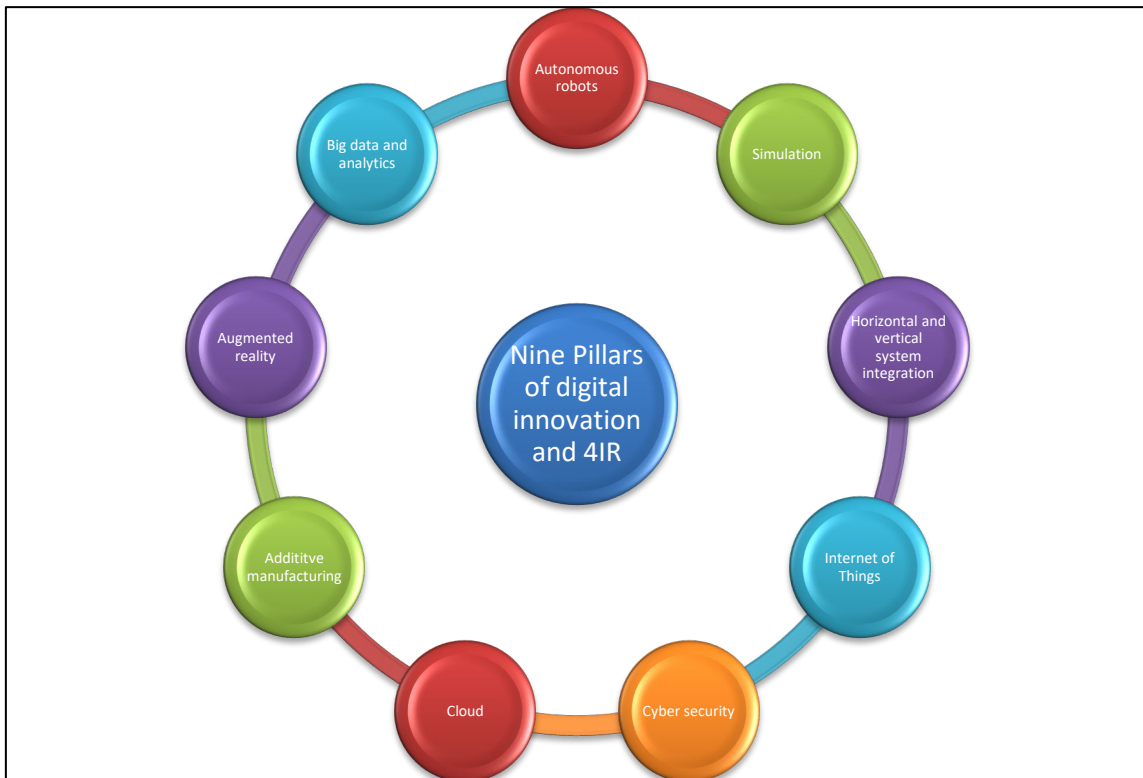 Autonomous
robots
Simulation
Horizontal and
vertical
system
integration
Internet of
Things
Cyber security
Cloud
Addititve
manufacturing
Augmented
reality
Big data and
analytics
Nine Pillars
of digital
innovation
and 4IR